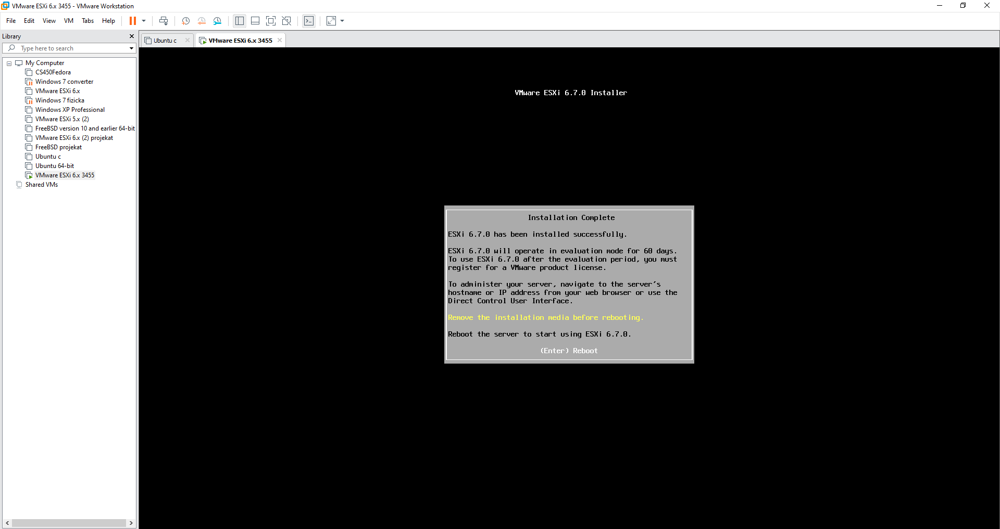 VMware ESXi 6.x 3455 - VMware Workstation
File Edit View VM Tabs Help
Library
Type here to search
My Computer
CS450Fedora
Windows 7 converter
VMware ESXi 6.x
Windows 7 fizicka
Windows XP Professional
VMware ESXi 5.x (2)
FreeBSD version 10 and earlier 64-bit
VMware ESXi 6.x (2) projekat
FreeBSD projekat
Ubuntu c
Ubuntu 64-bit
VMware ESXi 6.x 3455
Shared VMs
Ubuntu c VMware ESXi 6.x 3455
VMware ESXi 6.7.0 Installer
Installation Complete
ESXi 6.7.0 has been installed successfully.
ESXi 6.7.0 will operate in evaluation mode for 60 days.
To use ESXi 6.7.0 after the evaluation period, you must
register for a VMware product license.
To administer your server, navigate to the server's
hostname or IP address from your web browser or use the
Direct Control User Interface.
Remove the installation media before rebooting.
Reboot the server to start using ESXi 6.7.0.
(Enter) Reboot